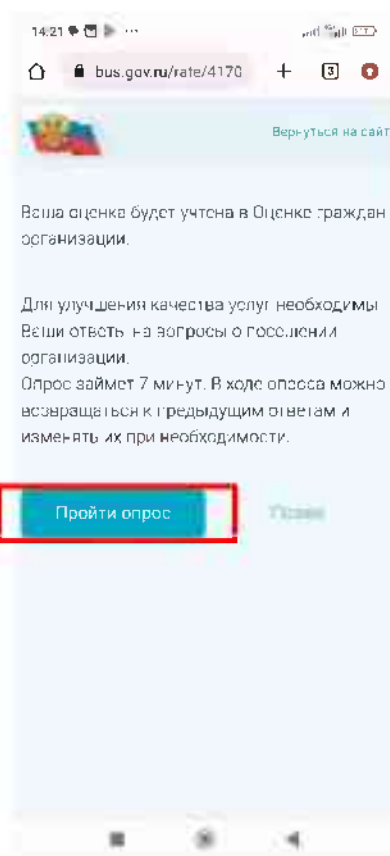 14:21
bus.gov.ru/rate/4170
3
Вернуться на сайт
Ваша оценка будет учтена в Оценке граждан
организации.
Для улучшения качества услуг необходимы
Ваши ответы на вопросы о посещении
организации.
Опрос займет 7 минут. В ходе опроса можно
возвращаться к предыдущим ответам и
изменять их при необходимости.
Пройти опрос